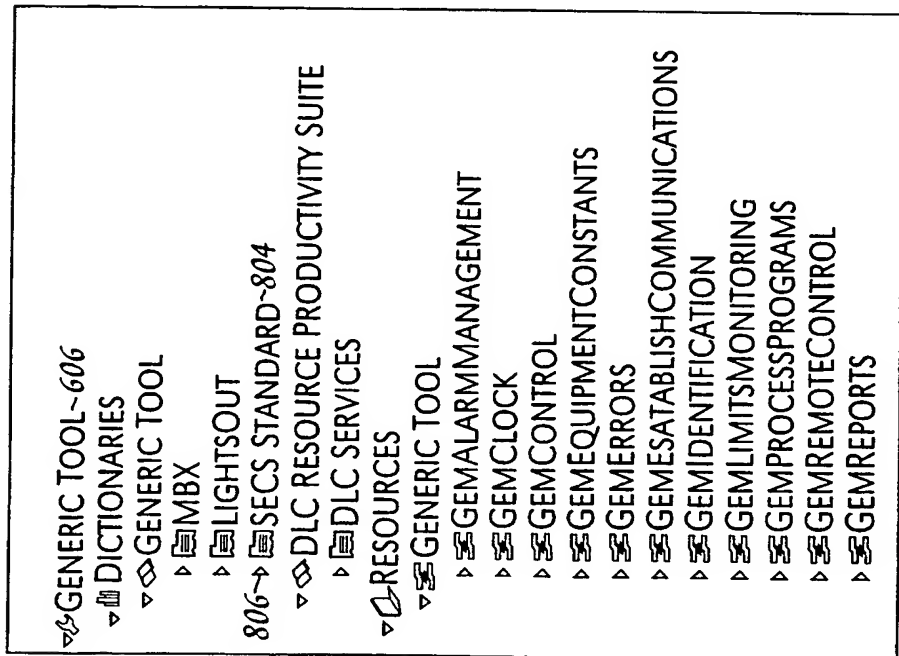 GENERIC TOOL~606
DICTIONARIES
GENERIC TOOL
MBX
LIGHTSOUT
806 SECS STANDARD~804
DLC RESOURCE PRODUCTIVITY SUITE
DLC SERVICES
RESOURCES
GENERIC TOOL
GEMALARMMANAGEMENT
GEMCLOCK
GEMCONTROL
GEMEQUIPMENTCONSTANTS
GEMERRORS
GEMESATABLISHCOMMUNICATIONS
GEMIDENTIFICATION
GEMLIMITSMONITORING
GEMPROCESSPROGRAMS
GEMREMOTECONTROL
GEMREPORTS